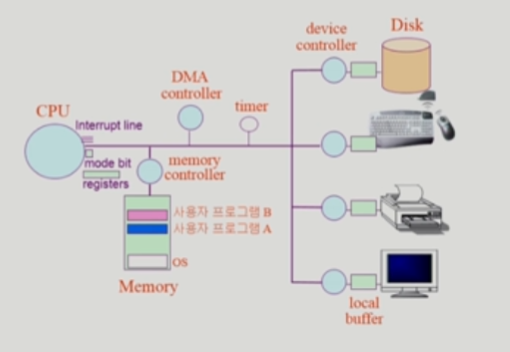 Disk
device
controller
DMA
controller
timer
CPU
Interrupt line
mode bit
registers
memory
controller
사용자 프로그램 B
사용자 프로그램 A
OS
Memory
local
buffer